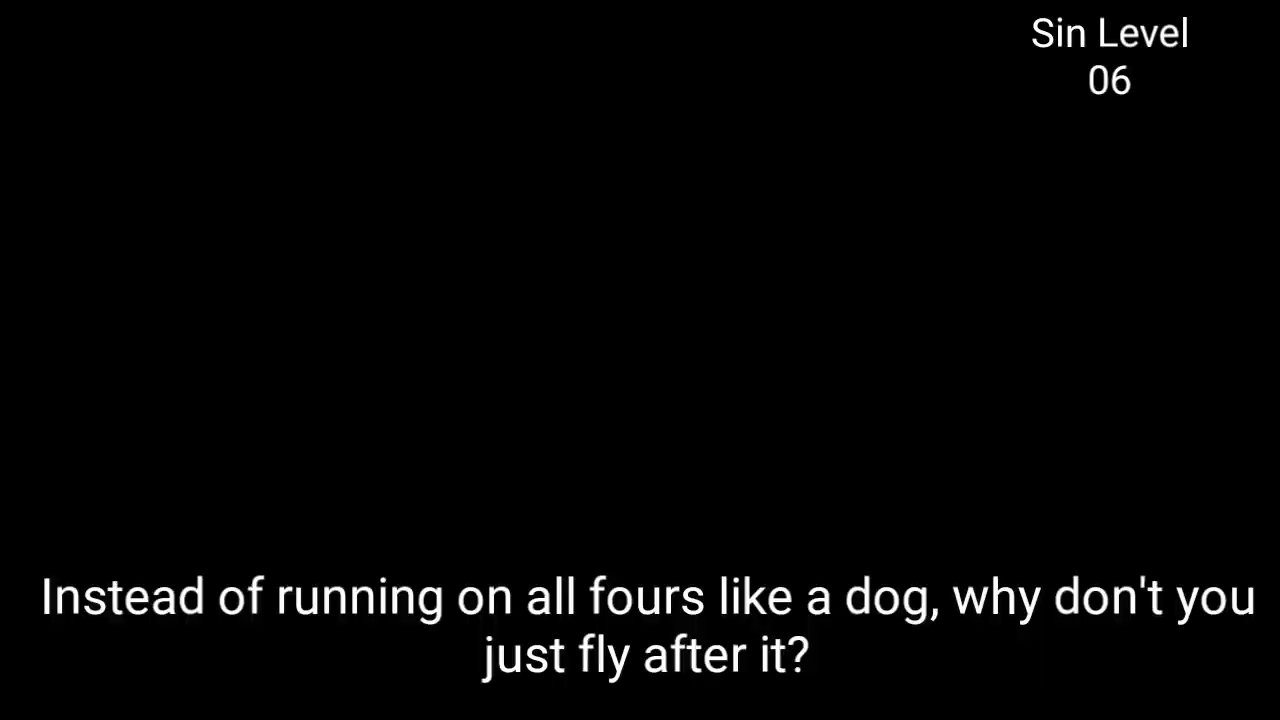 Sin Level
06
Instead of running on all fours like a dog, why don't you
just fly after it?